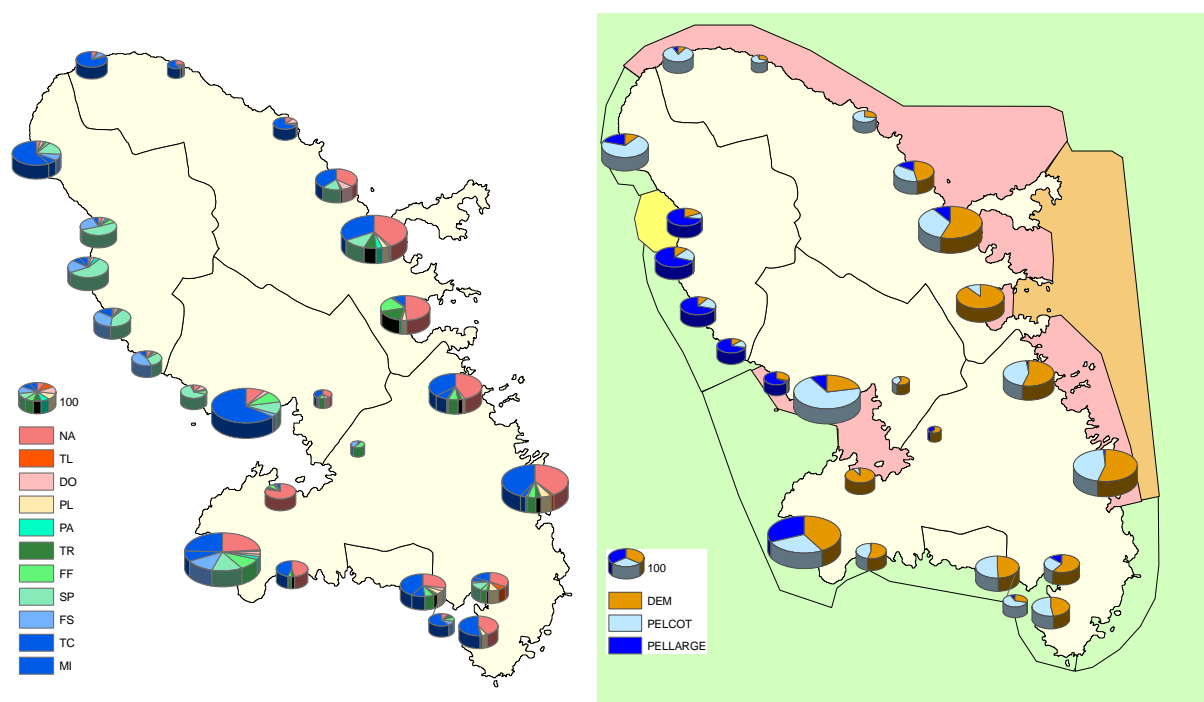 100
NA
TL
DO
PL
PA
TR
FF
SP
FS
TC
MI
100
DEM
PELCOT
PELLARGE